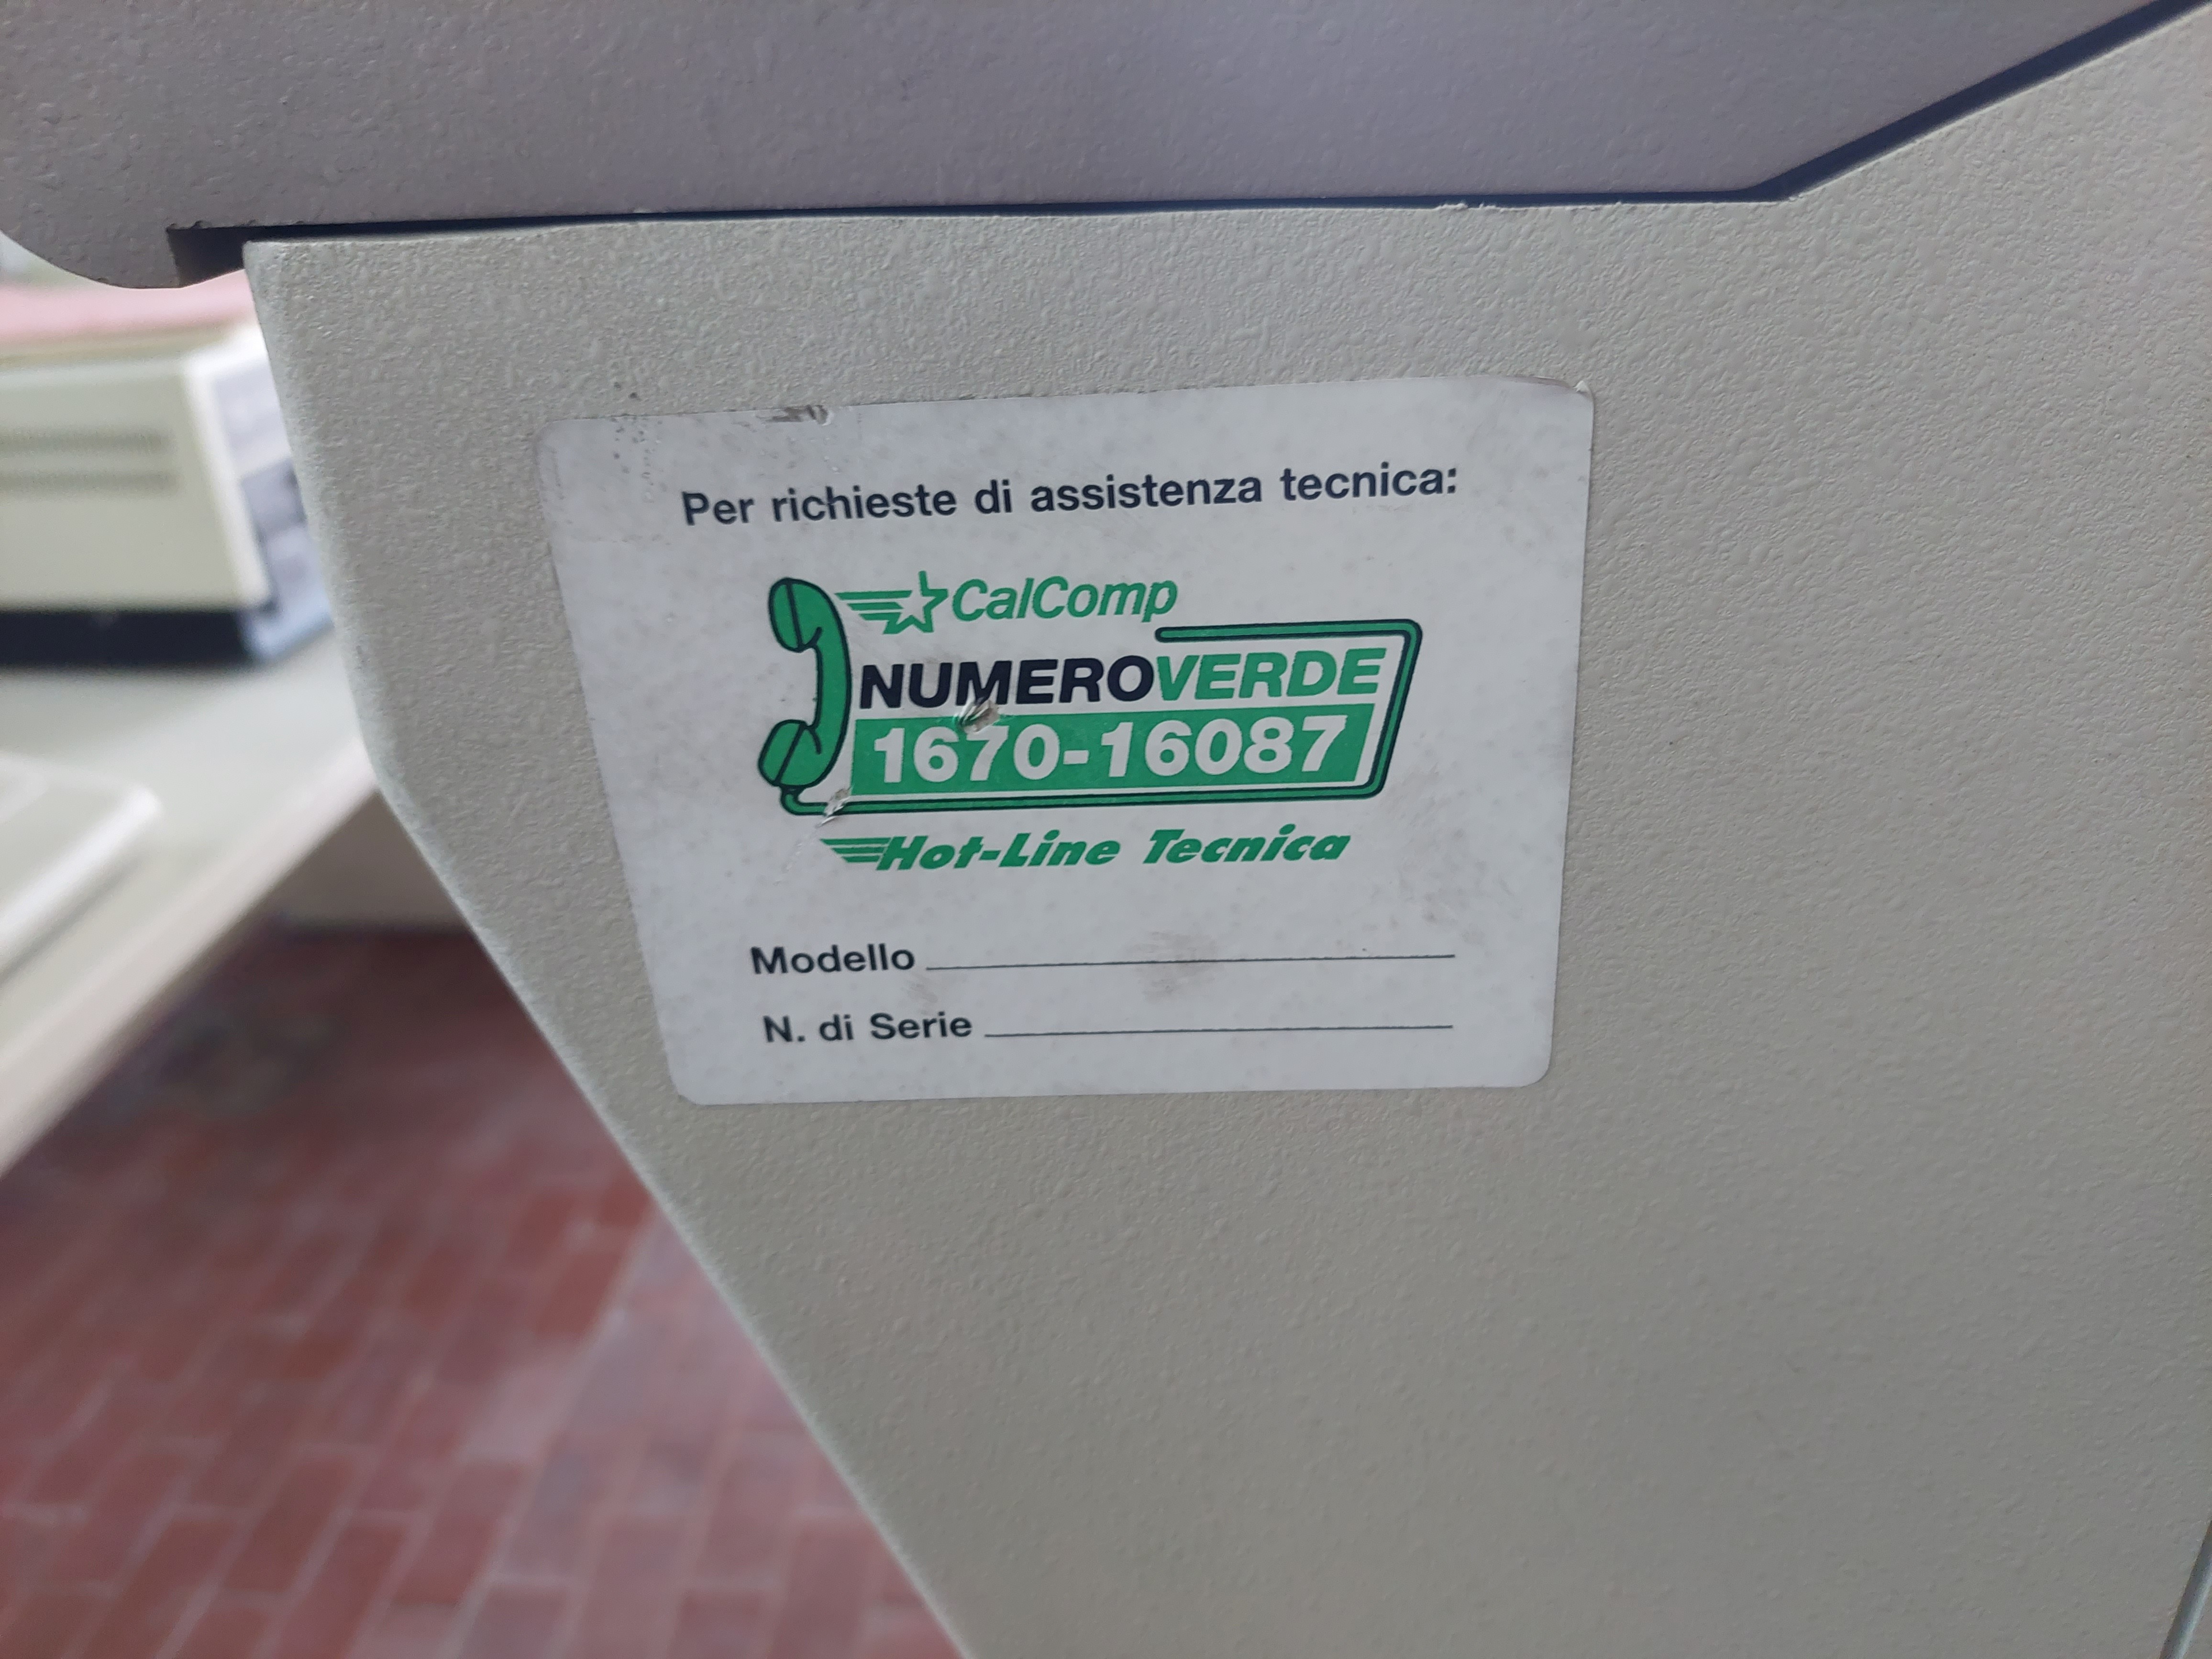 Per richieste di assistenza tecnica:
CalComp
NUMEROVERDE
1670-16087
Hot-Line Tecnica
Modello
N. di Serie